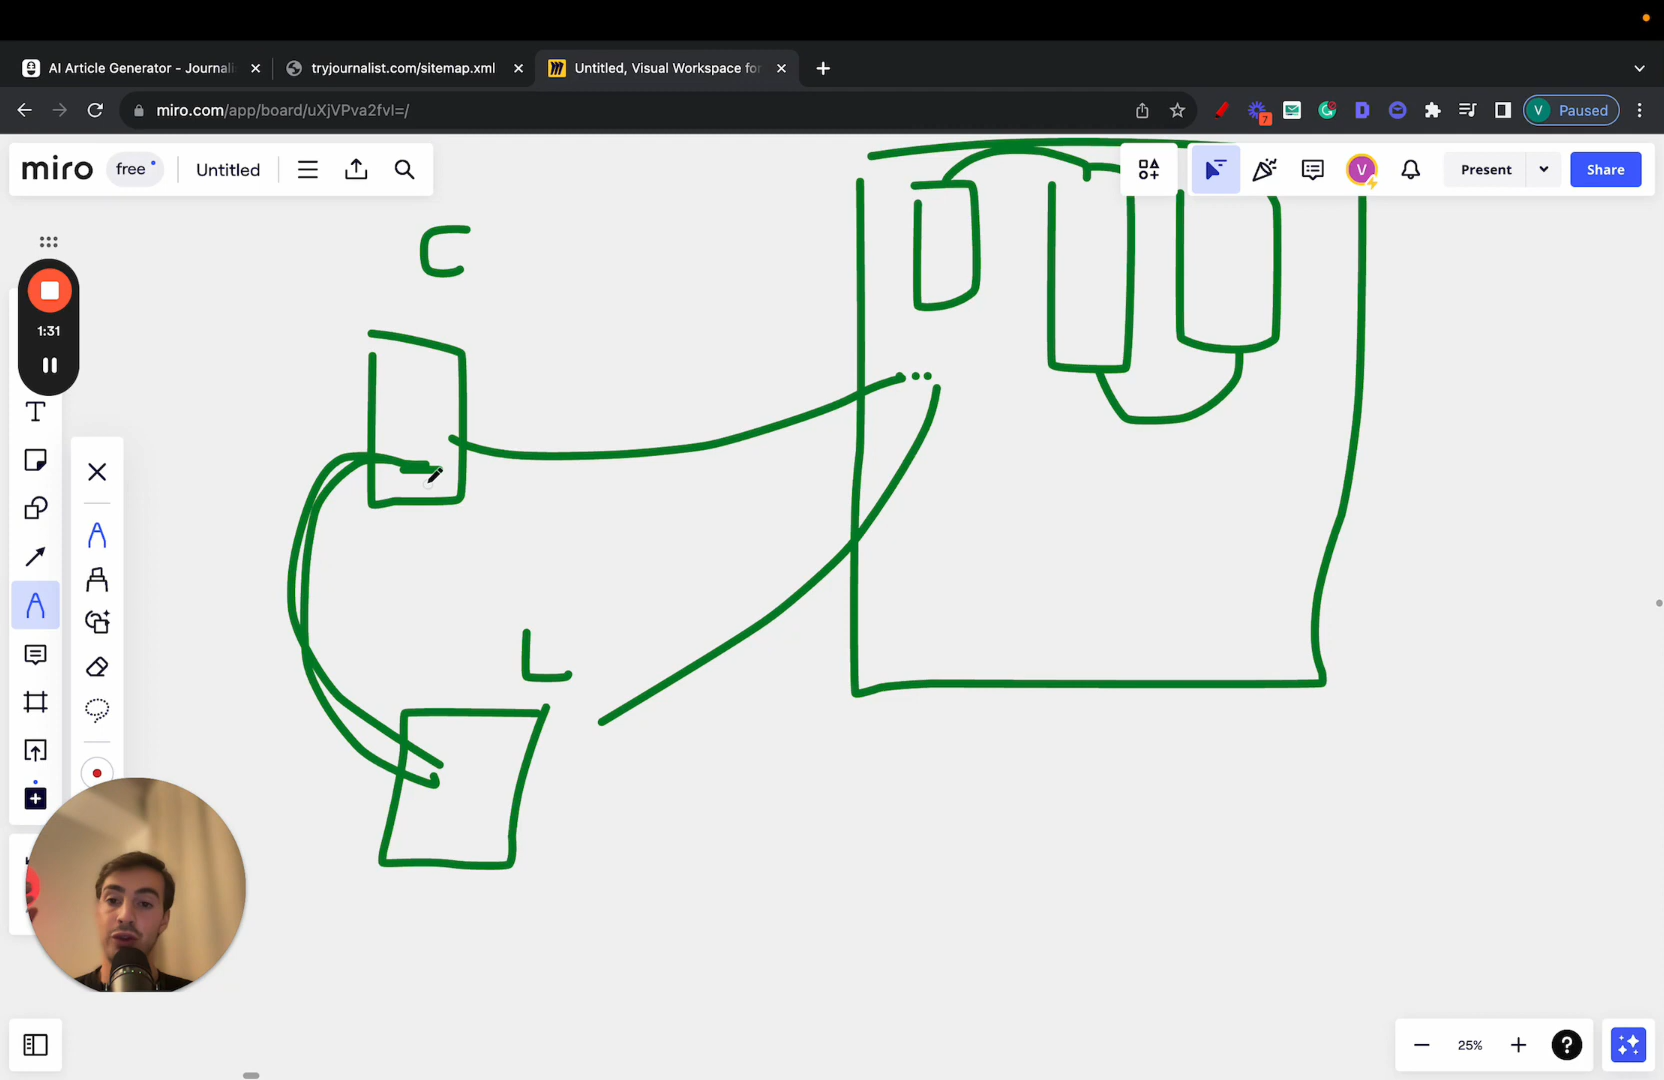 AI Article Generator - Journali
tryjournalist.com/sitemap.xml
Untitled, Visual Workspace for
miro.com/app/board/uXjVPva2fvI=/
7
V
Paused
miro
free
Untitled
V
Present
Share
C
1:31
T
L
25%
?